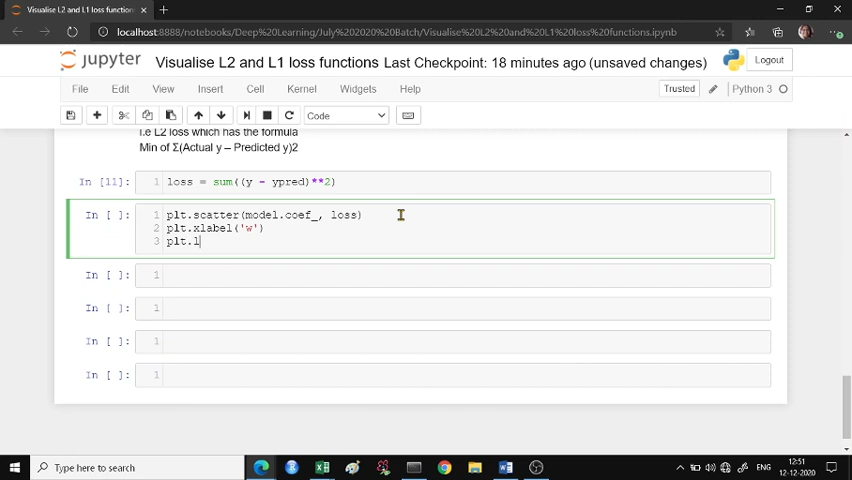 Visualise L2 and L1 loss function
localhost:8888/notebooks/Deep%20Learning/July%202020%20Batch/Visualise%20L2%20and%20L1%20loss%20functions.ipynb
jupyter Visualise L2 and L1 loss functions Last Checkpoint: 18 minutes ago (unsaved changes) Logout
File Edit View Insert Cell Kernel Widgets Help Trusted Python 3
Code
i.e L2 loss which has the formula
Min of Σ(Actual y – Predicted y)2
In [11]: 1 loss = sum((y - ypred)**2)
In [ ]: 1 plt.scatter(model.coef_, loss)
2 plt.xlabel('w')
3 plt.l
In [ ]: 1
In [ ]: 1
In [ ]: 1
In [ ]: 1
Type here to search
ENG
12:51
12-12-2020